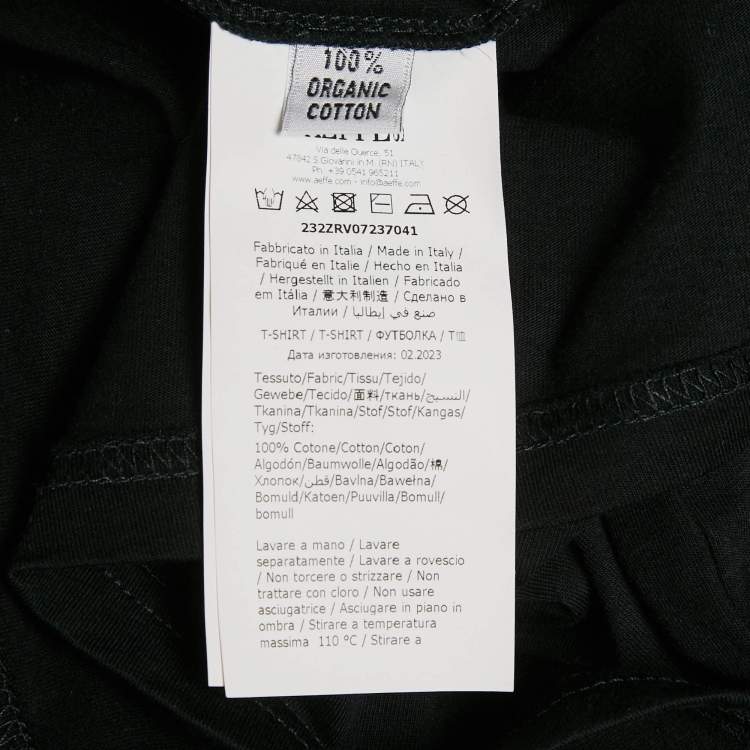 100%
ORGANIC
COTTON
Via delle Querce, 51
47842 S.Giovanni in M. (RN) ITALY
Ph: +39 0541 965211
www.aeffe.com - info@aeffe.com
232ZRV07237041
Fabbricato in Italia / Made in Italy /
Fabriqué en Italie / Hecho en Italia
/ Hergestellt in Italien / Fabricado
em Itália / 意大利制造 / Сделано в
Италии / صنع في إيطاليا
T-SHIRT / T-SHIRT / ФУТБОЛКА / T恤
Дата изготовления: 02.2023
Tessuto/Fabric/Tissu/Tejido/
Gewebe/Tecido/面料/ткань/النسيج/
Tkanina/Tkanina/Stof/Stof/Kangas/
Tyg/Stoff:
100% Cotone/Cotton/Coton/
Algodón/Baumwolle/Algodão/棉/
Хлопок/قطن/Bavlna/Bawełna/
Bomuld/Katoen/Puuvilla/Bomull/
bomull
Lavare a mano / Lavare
separatamente / Lavare a rovescio
/ Non torcere o strizzare / Non
trattare con cloro / Non usare
asciugatrice / Asciugare in piano in
ombra / Stirare a temperatura
massima 110 °C / Stirare a